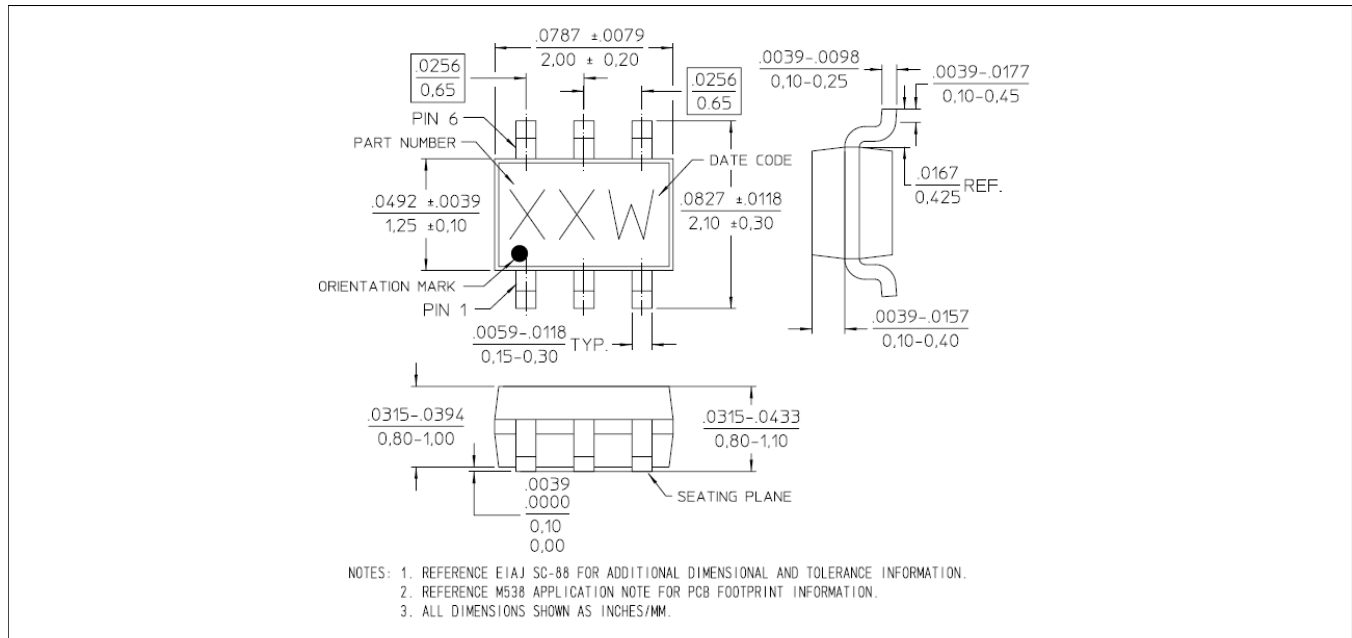 .0787 ±.0079
2,00 ± 0,20
.0256
0,65
.0256
0.65
.0039-.0098
0,10-0,25
.0039-.0177
0,10-0,45
PIN 6
PART NUMBER
DATE CODE
XXW
.0492 ±.0039
1,25 ±0,10
.0827 ±.0118
2,10 ±0,30
.0167
0,425
REF.
ORIENTATION MARK
PIN 1
.0059-.0118
0,15-0,30
TYP.
.0039-.0157
0,10-0,40
.0315-.0394
0,80-1,00
.0315-.0433
0,80-1,10
.0039
.0000
0,10
0,00
SEATING PLANE
NOTES: 1. REFERENCE EIAJ SC-88 FOR ADDITIONAL DIMENSIONAL AND TOLERANCE INFORMATION.
2. REFERENCE M538 APPLICATION NOTE FOR PCB FOOTPRINT INFORMATION.
3. ALL DIMENSIONS SHOWN AS INCHES/MM.